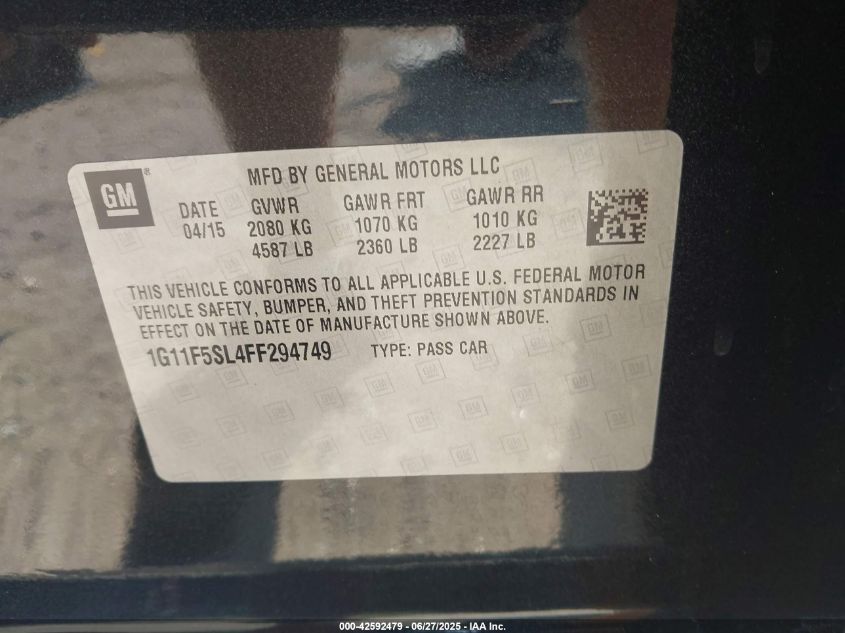 GM
MFD BY GENERAL MOTORS LLC
DATE GVWR GAWR FRT GAWR RR
04/15 2080 KG 1070 KG 1010 KG
4587 LB 2360 LB 2227 LB
THIS VEHICLE CONFORMS TO ALL APPLICABLE U.S. FEDERAL MOTOR
VEHICLE SAFETY, BUMPER, AND THEFT PREVENTION STANDARDS IN
EFFECT ON THE DATE OF MANUFACTURE SHOWN ABOVE.
1G11F5SL4FF294749 TYPE: PASS CAR
000-42592479 - 06/27/2025 - IAA Inc.